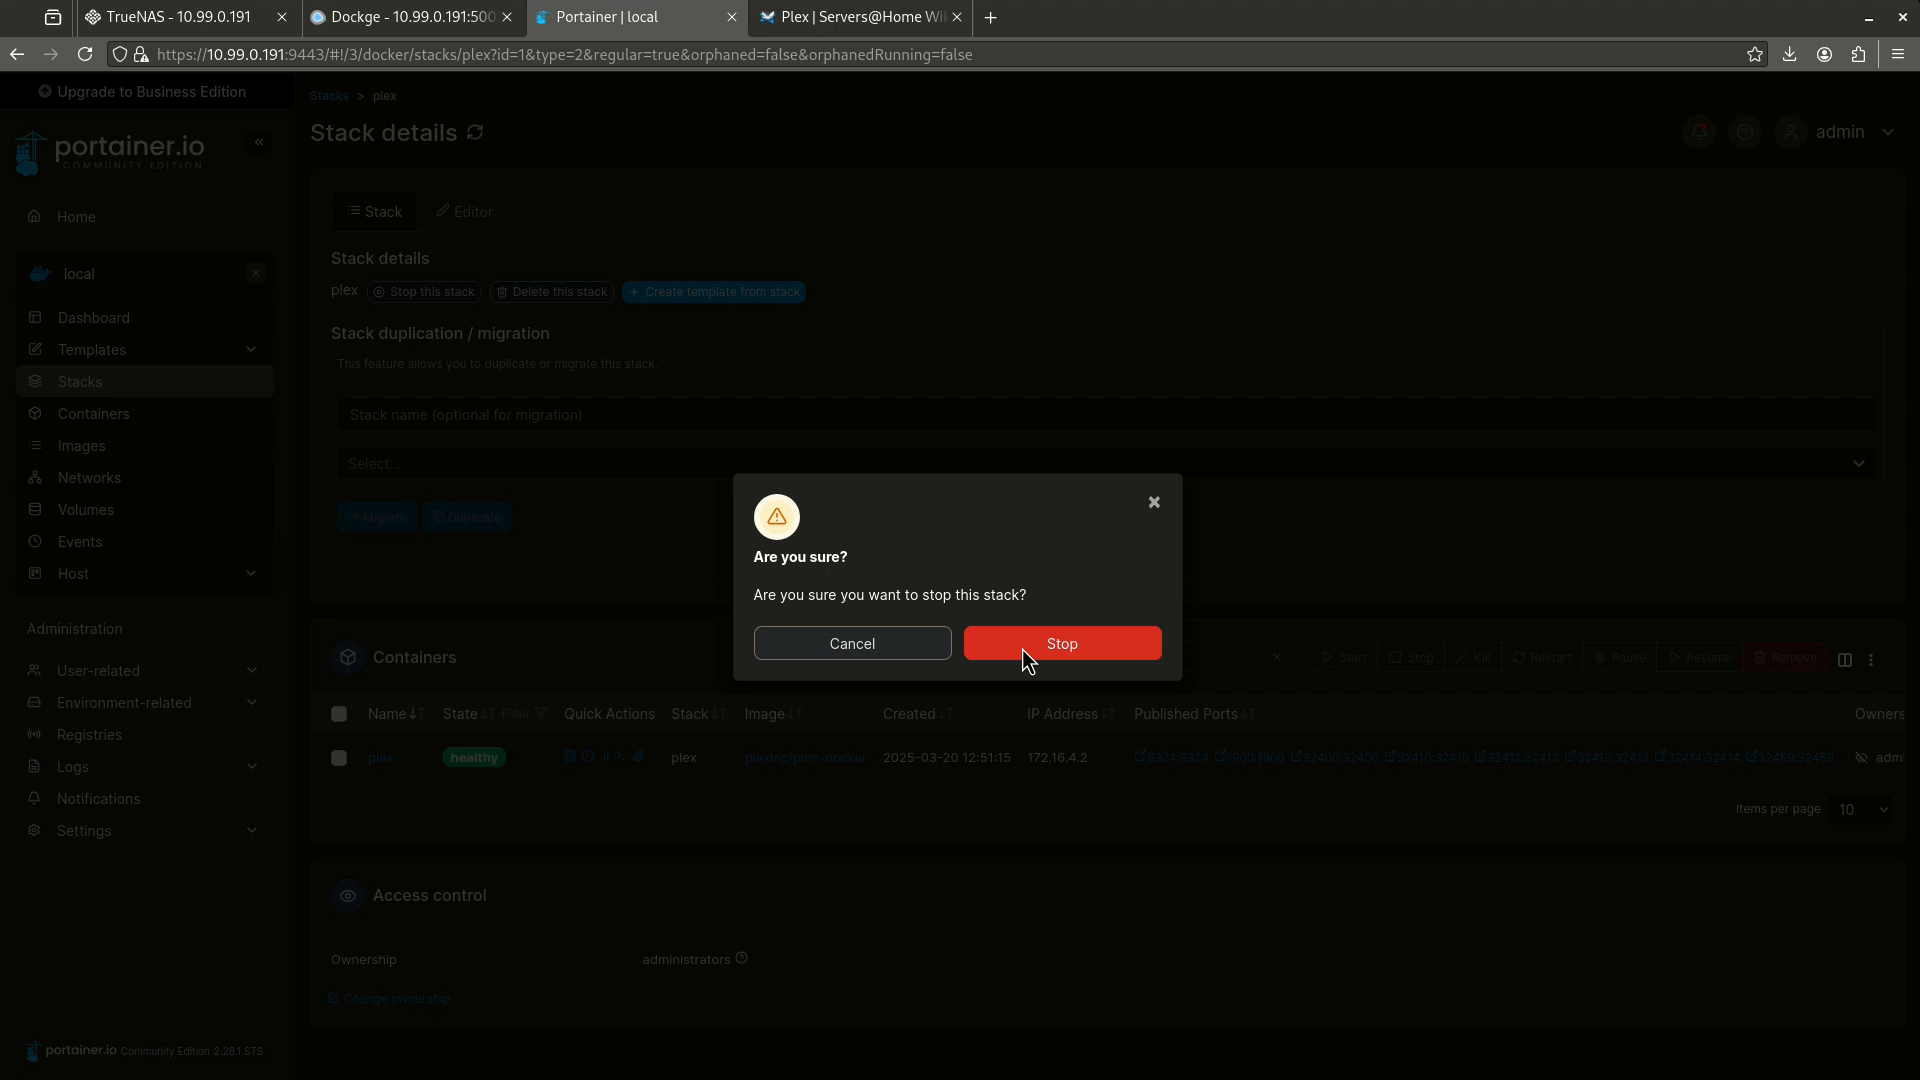 TrueNAS - 10.99.0.191
Dockge - 10.99.0.191:500
Portainer | local
Plex | Servers@Home Wi
https://10.99.0.191:9443/#!/3/docker/stacks/plex?id=1&type=2&regular=true&orphaned=false&orphanedRunning=false
Upgrade to Business Edition
portainer.io
COMMUNITY EDITION
Home
local
Dashboard
Templates
Stacks
Containers
Images
Networks
Volumes
Events
Host
Administration
User-related
Environment-related
Registries
Logs
Notifications
Settings
portainer.io Community Edition 2.28.1 STS
Stacks > plex
Stack details
admin
Stack
Editor
Stack details
plex Stop this stack Delete this stack + Create template from stack
Stack duplication / migration
This feature allows you to duplicate or migrate this stack.
Stack name (optional for migration)
Select...
Migrate Duplicate
Are you sure?
Are you sure you want to stop this stack?
Cancel Stop
Containers
Start Stop Kill Restart Pause Resume Remove
Name State Filter Quick Actions Stack Image Created IP Address Published Ports Owners
plex healthy plex plexinc/pms-docker 2025-03-20 12:51:15 172.16.4.2 8324:8324 1900:1900 32400:32400 32410:32410 32412:32412 32413:32413 32414:32414 32469:32469 adm
Items per page 10
Access control
Ownership administrators
Change ownership